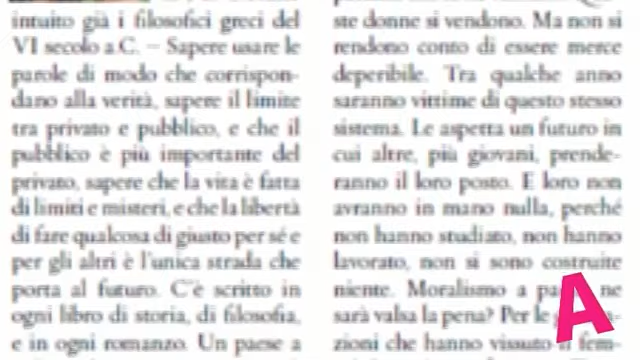 intuito già i filosofici greci del
VI secolo a.C. – Sapere usare le
parole di modo che corrispon-
dano alla verità, sapere il limite
tra privato e pubblico, e che il
pubblico è più importante del
privato, sapere che la vita è fatta
di limiti e misteri, e che la libertà
di fare qualcosa di giusto per sé e
per gli altri è l'unica strada che
porta al futuro. C'è scritto in
ogni libro di storia, di filosofia,
e in ogni romanzo. Un paese a
ste donne si vendono. Ma non si
rendono conto di essere merce
deperibile. Tra qualche anno
saranno vittime di questo stesso
sistema. Le aspetta un futuro in
cui altre, più giovani, prende-
ranno il loro posto. E loro non
avranno in mano nulla, perché
non hanno studiato, non hanno
lavorato, non si sono costruite
niente. Moralismo a ne
sarà valsa la pena? Per le
zioni che hanno vissuto il fem-
A